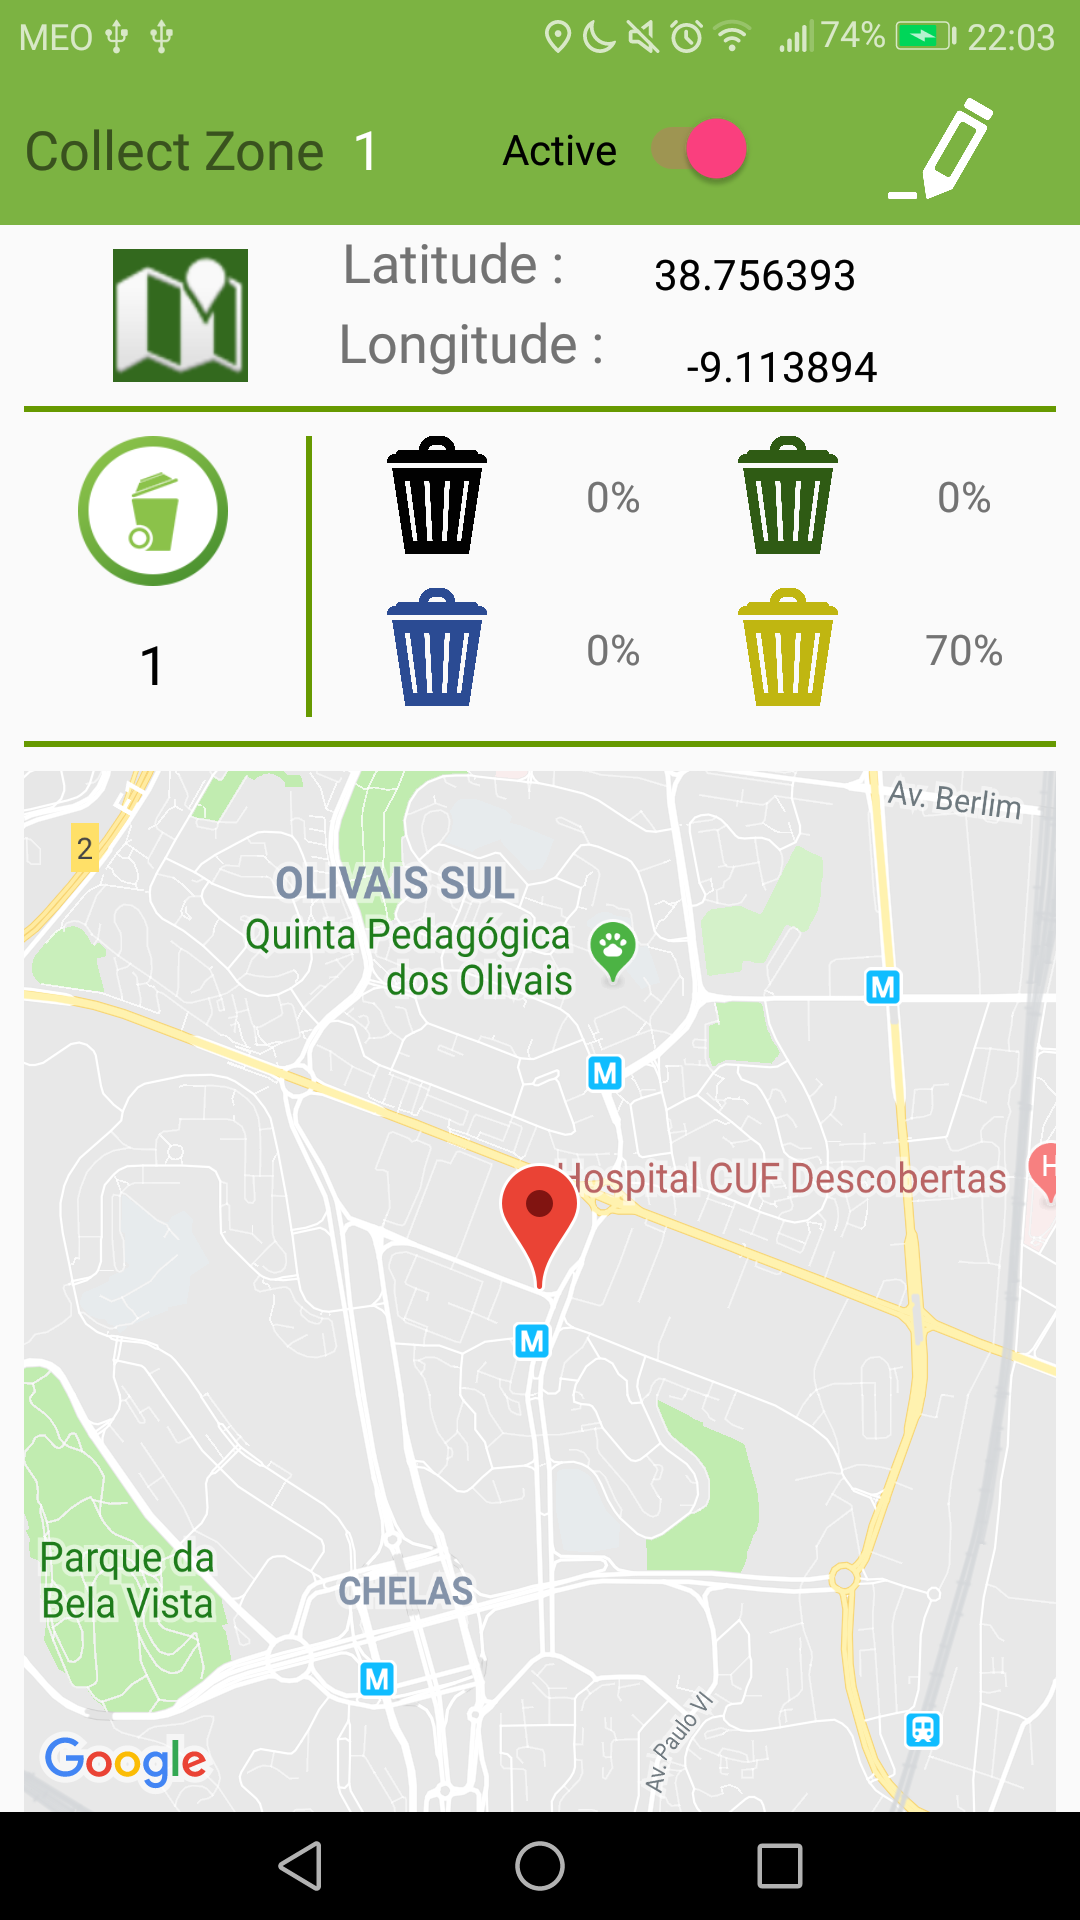 MEO 74% 22:03
Collect Zone 1 Active
Latitude : 38.756393
Longitude : -9.113894
0% 0%
1 0% 70%
Av. Berlim
2
OLIVAIS SUL
Quinta Pedagógica
dos Olivais
M
M
Hospital CUF Descobertas
H
M
Parque da
Bela Vista
CHELAS
M
Av. Paulo VI
Google